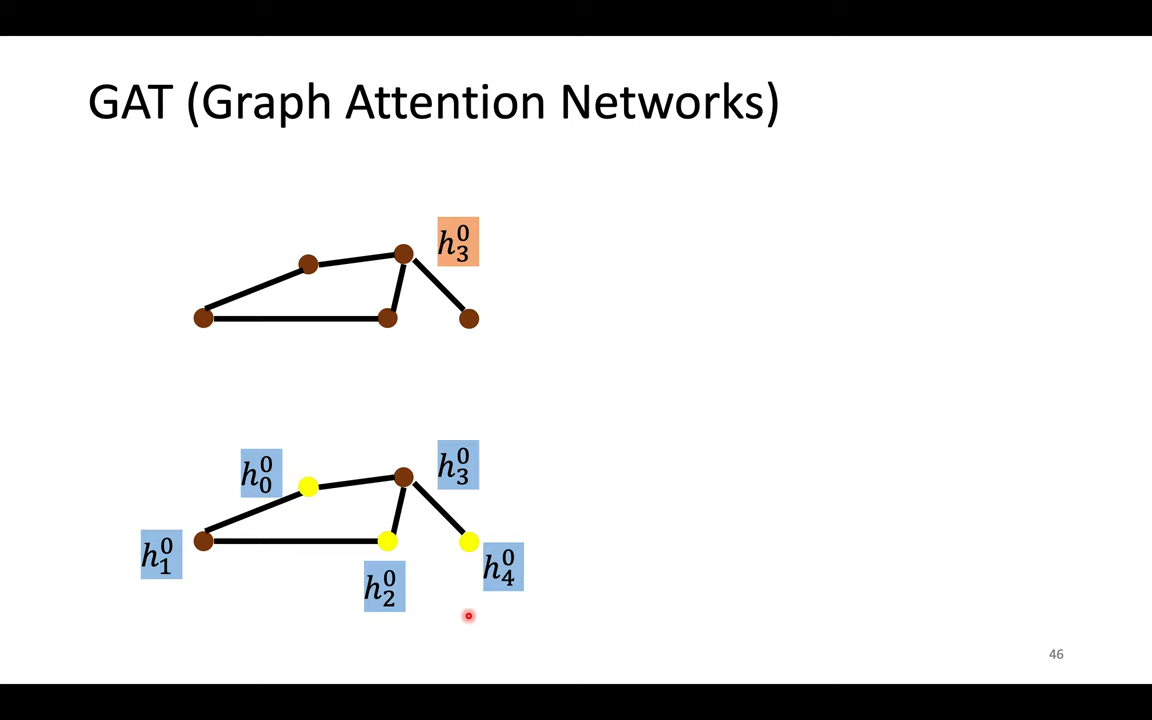 GAT (Graph Attention Networks)
h₃⁰
h₀⁰
h₃⁰
h₁⁰
h₂⁰
h₄⁰
46